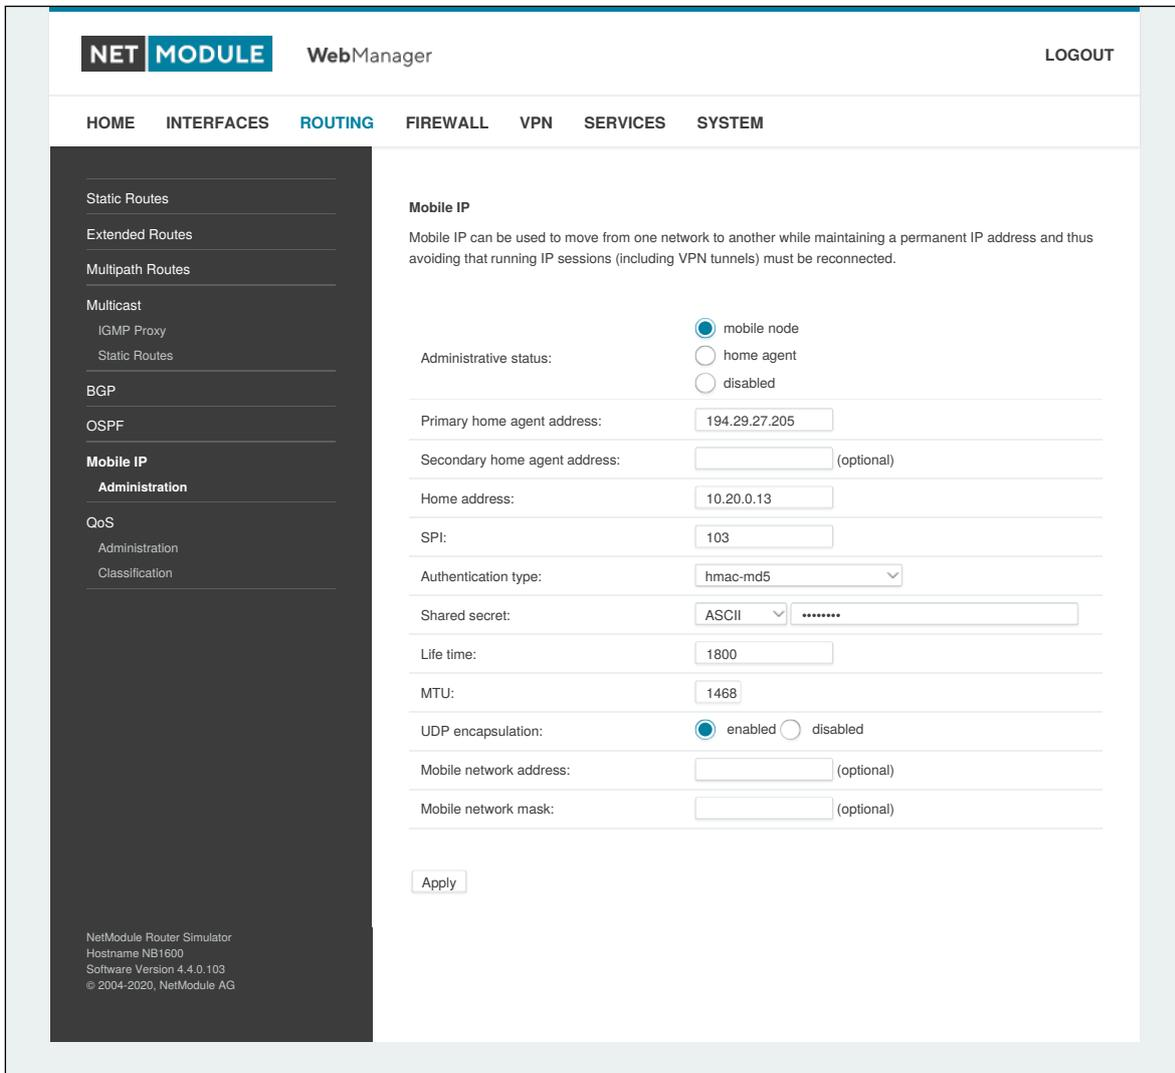 NET MODULE WebManager LOGOUT
HOME INTERFACES ROUTING FIREWALL VPN SERVICES SYSTEM
Static Routes
Extended Routes
Multipath Routes
Multicast
IGMP Proxy
Static Routes
BGP
OSPF
Mobile IP
Administration
QoS
Administration
Classification
NetModule Router Simulator
Hostname NB1600
Software Version 4.4.0.103
© 2004-2020, NetModule AG
Mobile IP
Mobile IP can be used to move from one network to another while maintaining a permanent IP address and thus
avoiding that running IP sessions (including VPN tunnels) must be reconnected.
Administrative status:
mobile node
home agent
disabled
Primary home agent address: 194.29.27.205
Secondary home agent address: (optional)
Home address: 10.20.0.13
SPI: 103
Authentication type: hmac-md5
Shared secret: ASCII ••••••••
Life time: 1800
MTU: 1468
UDP encapsulation: enabled disabled
Mobile network address: (optional)
Mobile network mask: (optional)
Apply